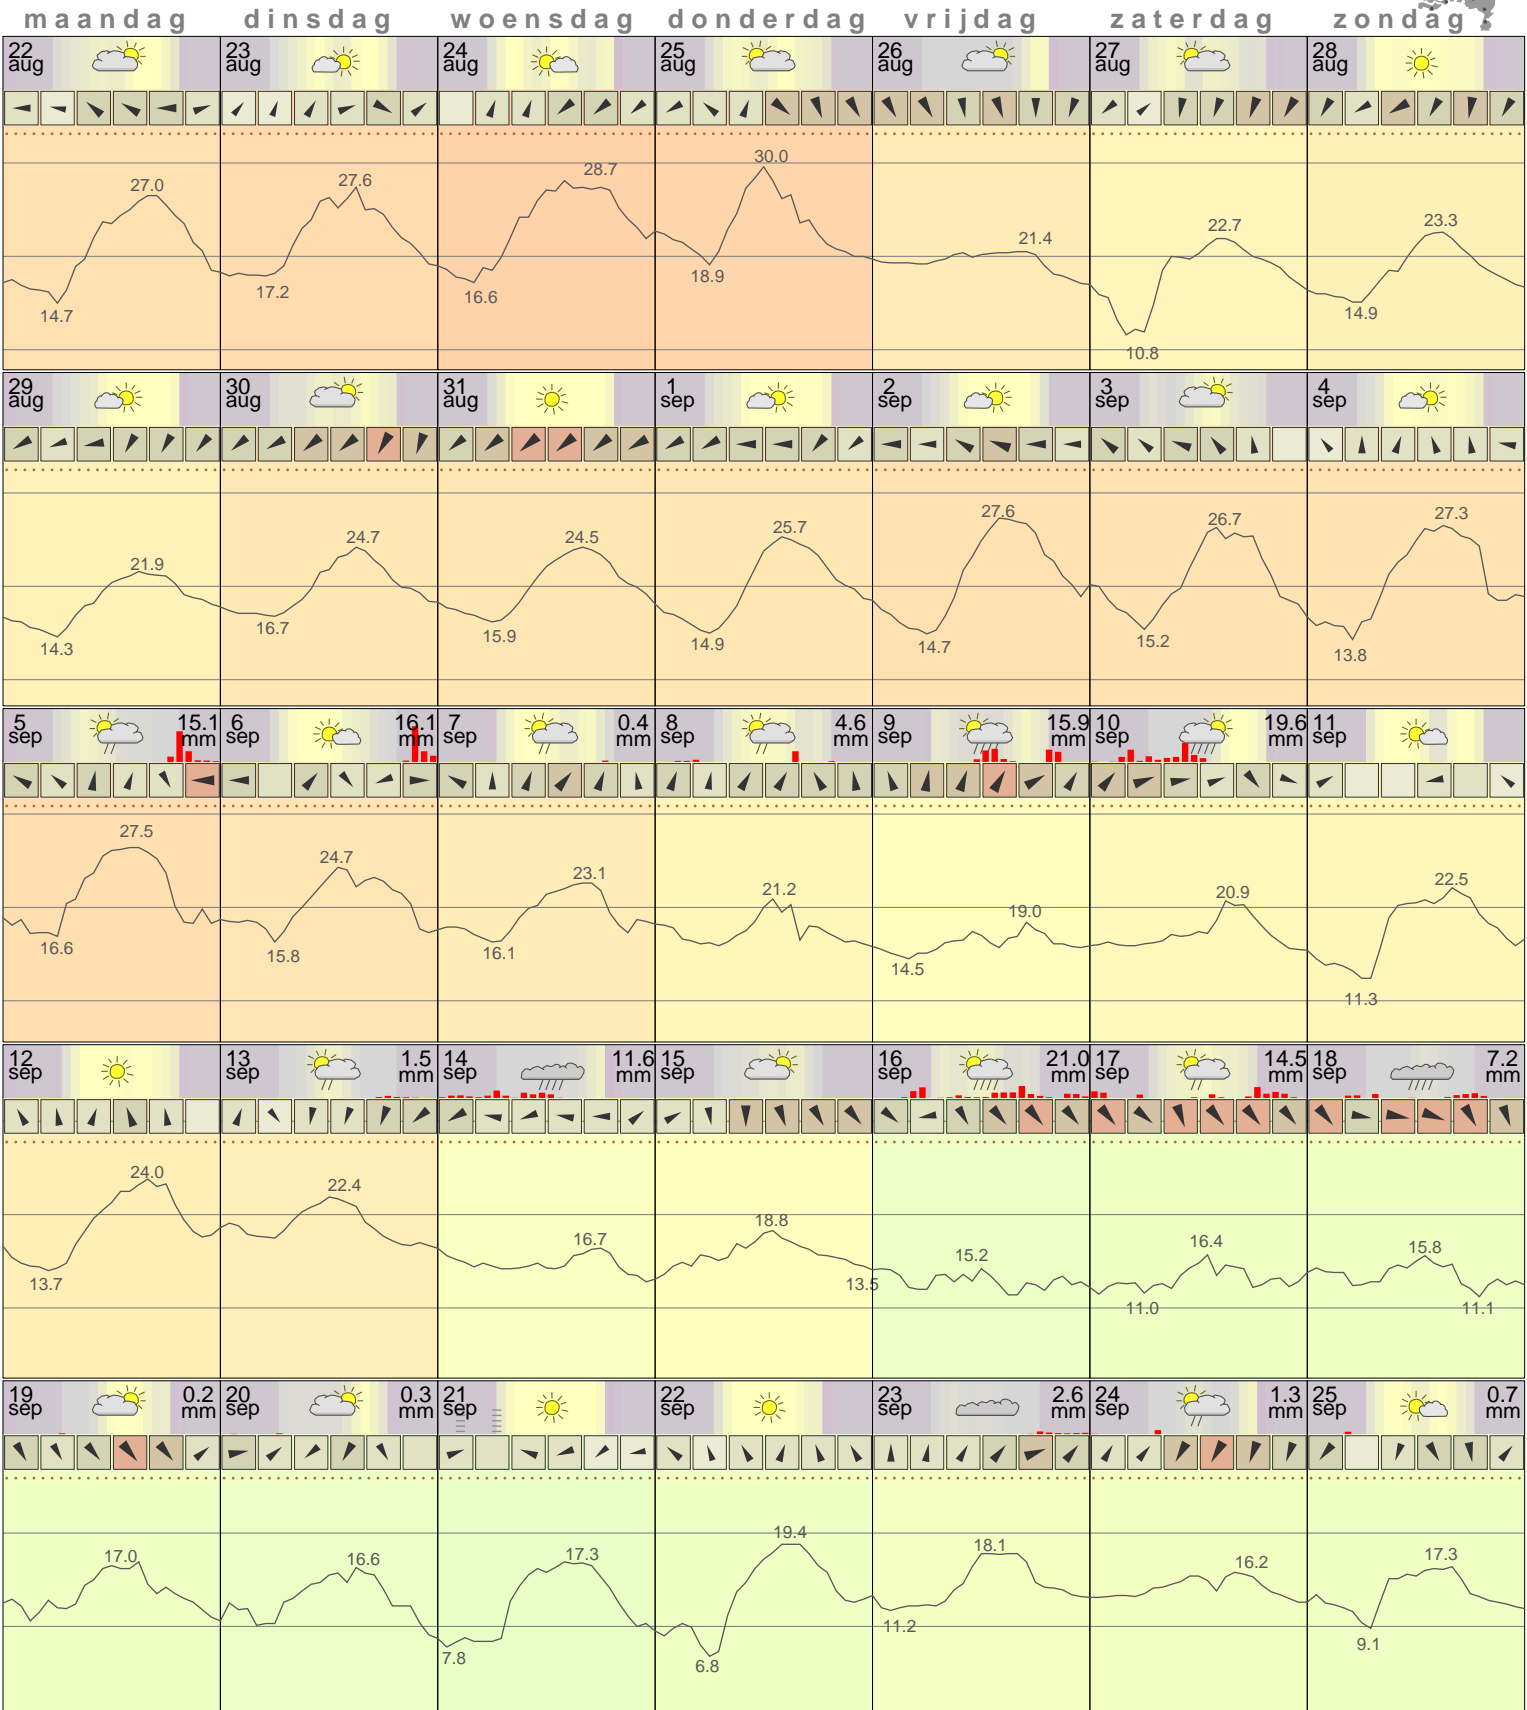 maandag dinsdag woensdag donderdag vrijdag zaterdag zondag
22 aug
23 aug
24 aug
25 aug
26 aug
27 aug
28 aug
27.0
14.7
27.6
17.2
28.7
16.6
30.0
18.9
21.4
22.7
10.8
23.3
14.9
29 aug
30 aug
31 aug
1 sep
2 sep
3 sep
4 sep
21.9
14.3
24.7
16.7
24.5
15.9
25.7
14.9
27.6
14.7
26.7
15.2
27.3
13.8
5 sep 15.1 mm
6 sep 16.1 mm
7 sep 0.4 mm
8 sep 4.6 mm
9 sep 15.9 mm
10 sep 19.6 mm
11 sep
27.5
16.6
24.7
15.8
23.1
16.1
21.2
19.0
14.5
20.9
22.5
11.3
12 sep
13 sep 1.5 mm
14 sep 11.6 mm
15 sep
16 sep 21.0 mm
17 sep 14.5 mm
18 sep 7.2 mm
24.0
13.7
22.4
16.7
18.8
13.5
15.2
16.4
11.0
15.8
11.1
19 sep 0.2 mm
20 sep 0.3 mm
21 sep
22 sep
23 sep 2.6 mm
24 sep 1.3 mm
25 sep 0.7 mm
17.0
16.6
17.3
7.8
19.4
6.8
18.1
11.2
16.2
17.3
9.1